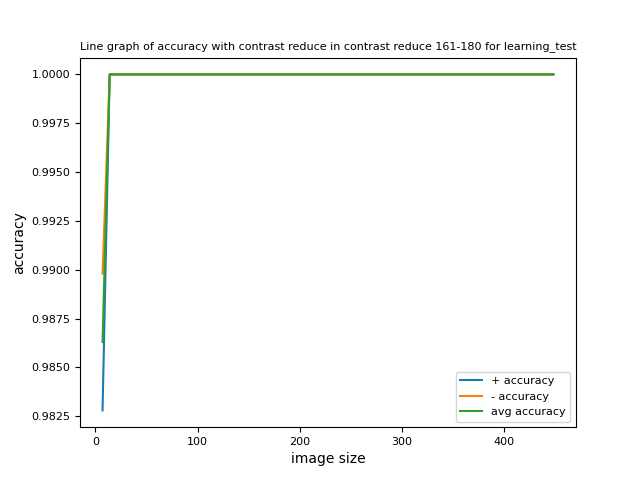 Line graph of accuracy with contrast reduce in contrast reduce 161-180 for learning_test
1.0000
0.9975
0.9950
0.9925
0.9900
0.9875
0.9850
0.9825
accuracy
0
100
200
300
400
image size
+ accuracy
- accuracy
avg accuracy